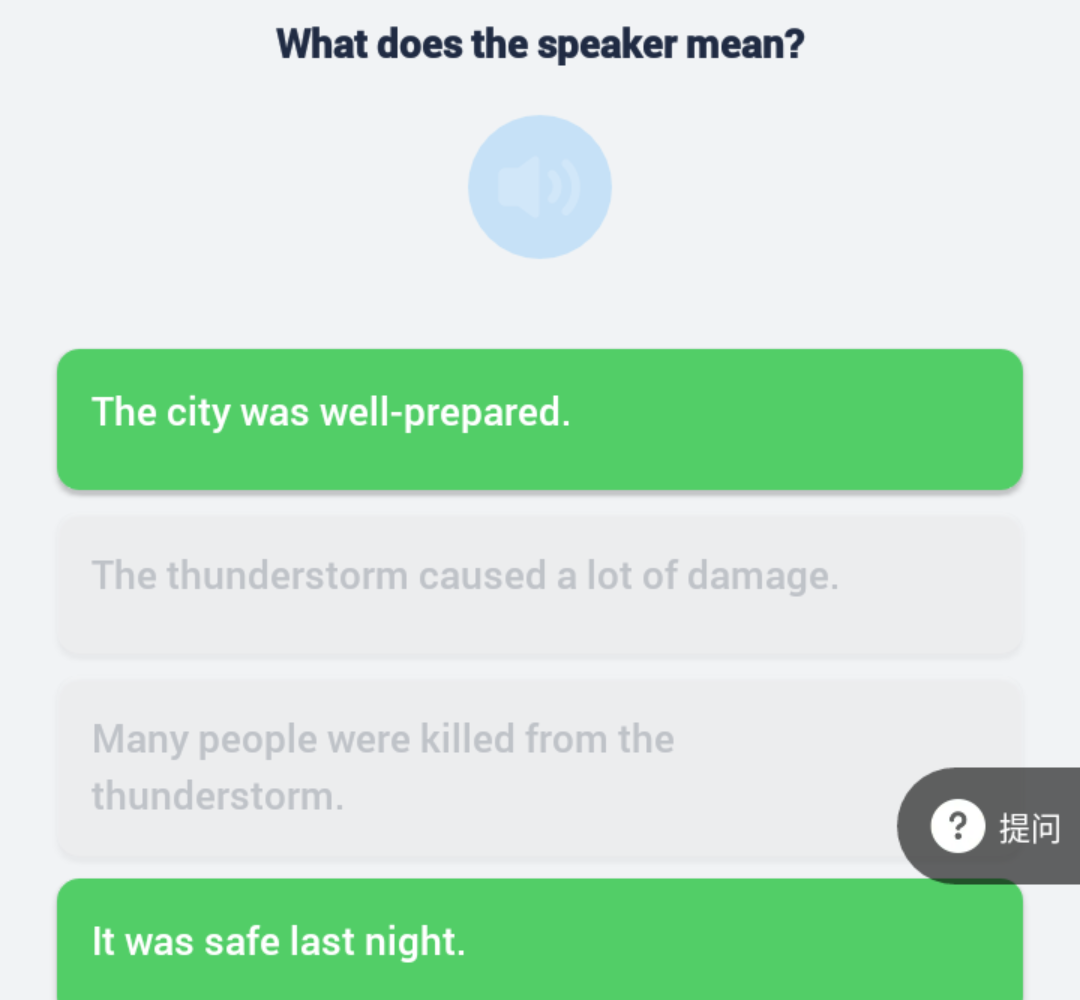 What does the speaker mean?
The city was well-prepared.
The thunderstorm caused a lot of damage.
Many people were killed from the
thunderstorm.
? 提问
It was safe last night.